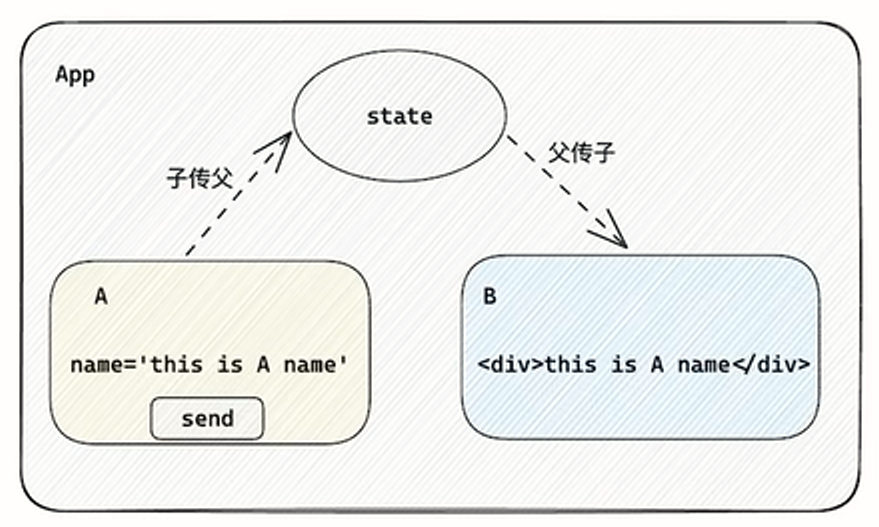 App
state
子传父
父传子
A
name='this is A name'
send
B
<div>this is A name</div>